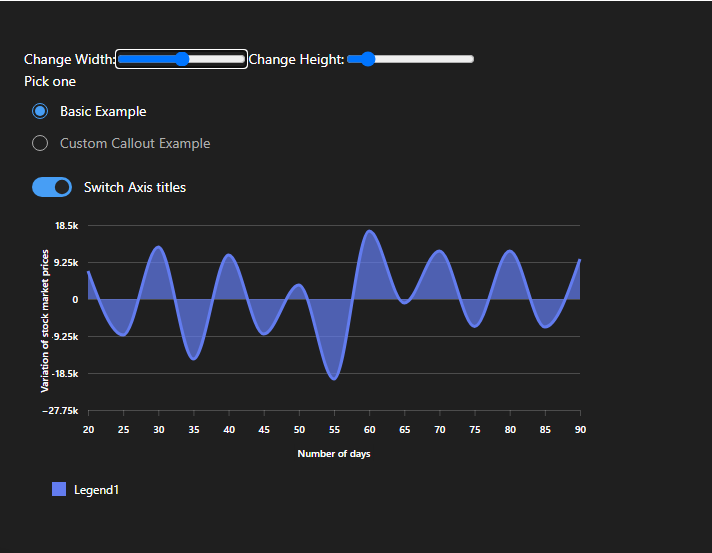 Change Width: Change Height:
Pick one
Basic Example
Custom Callout Example
Switch Axis titles
Variation of stock market prices
18.5k
9.25k
0
-9.25k
-18.5k
−27.75k
20 25 30 35 40 45 50 55 60 65 70 75 80 85 90
Number of days
Legend1